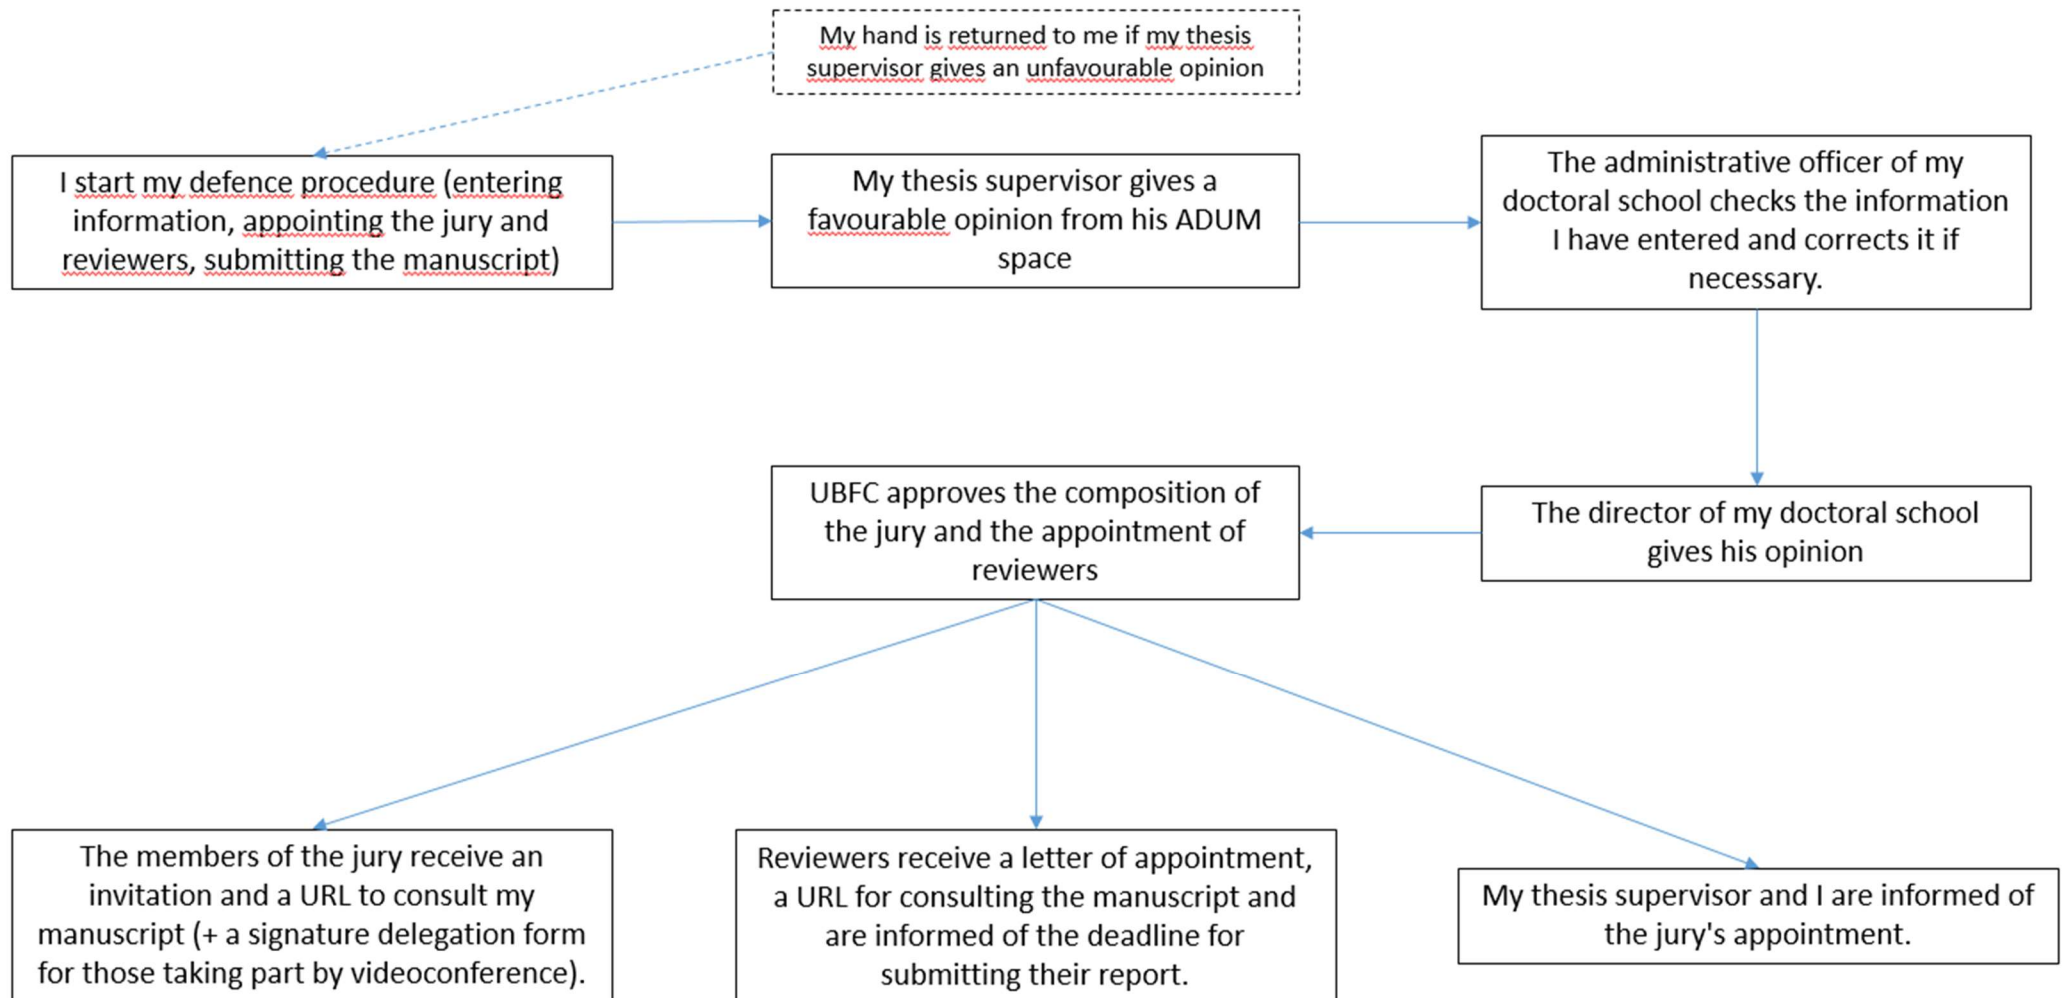 My hand is returned to me if my thesis
supervisor gives an unfavourable opinion
I start my defence procedure (entering
information, appointing the jury and
reviewers, submitting the manuscript)
My thesis supervisor gives a
favourable opinion from his ADUM
space
The administrative officer of my
doctoral school checks the information
I have entered and corrects it if
necessary.
The director of my doctoral school
gives his opinion
UBFC approves the composition of
the jury and the appointment of
reviewers
The members of the jury receive an
invitation and a URL to consult my
manuscript (+ a signature delegation form
for those taking part by videoconference).
Reviewers receive a letter of appointment,
a URL for consulting the manuscript and
are informed of the deadline for
submitting their report.
My thesis supervisor and I are informed of
the jury's appointment.